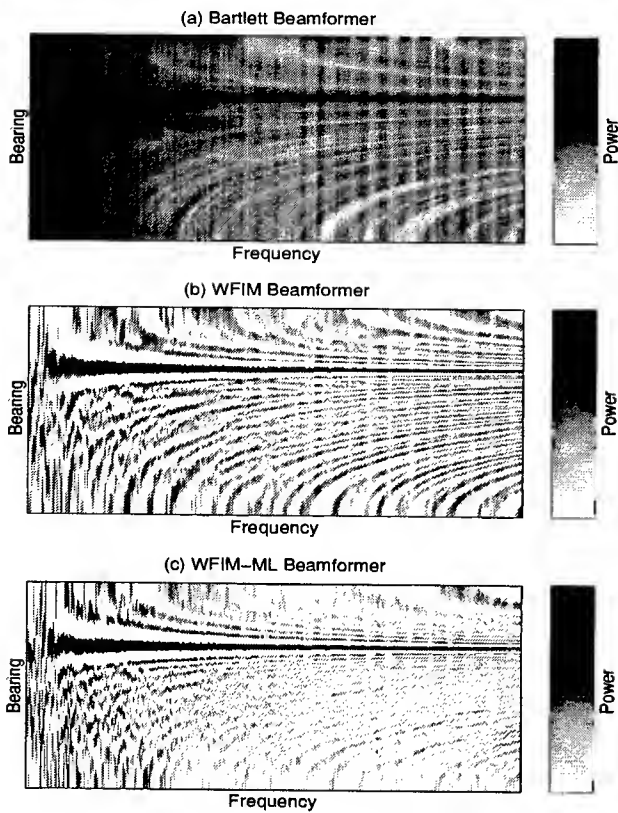 (a) Bartlett Beamformer
Bearing
Power
Frequency
(b) WFIM Beamformer
Bearing
Power
Frequency
(c) WFIM-ML Beamformer
Bearing
Power
Frequency